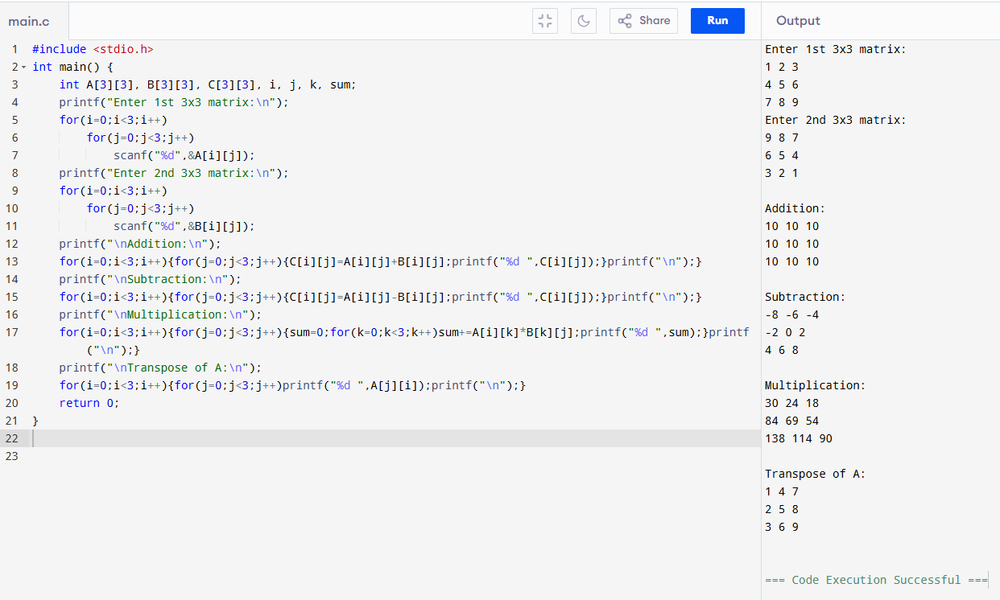 main.c
Share
Run
Output
1 #include <stdio.h>
2 int main() {
3     int A[3][3], B[3][3], C[3][3], i, j, k, sum;
4     printf("Enter 1st 3x3 matrix:\n");
5     for(i=0;i<3;i++)
6         for(j=0;j<3;j++)
7             scanf("%d",&A[i][j]);
8     printf("Enter 2nd 3x3 matrix:\n");
9     for(i=0;i<3;i++)
10         for(j=0;j<3;j++)
11             scanf("%d",&B[i][j]);
12     printf("\nAddition:\n");
13     for(i=0;i<3;i++){for(j=0;j<3;j++){C[i][j]=A[i][j]+B[i][j];printf("%d ",C[i][j]);}printf("\n");}
14     printf("\nSubtraction:\n");
15     for(i=0;i<3;i++){for(j=0;j<3;j++){C[i][j]=A[i][j]-B[i][j];printf("%d ",C[i][j]);}printf("\n");}
16     printf("\nMultiplication:\n");
17     for(i=0;i<3;i++){for(j=0;j<3;j++){sum=0;for(k=0;k<3;k++)sum+=A[i][k]*B[k][j];printf("%d ",sum);}printf
        ("\n");}
18     printf("\nTranspose of A:\n");
19     for(i=0;i<3;i++){for(j=0;j<3;j++)printf("%d ",A[j][i]);printf("\n");}
20     return 0;
21 }
22
23
Enter 1st 3x3 matrix:
1 2 3
4 5 6
7 8 9
Enter 2nd 3x3 matrix:
9 8 7
6 5 4
3 2 1

Addition:
10 10 10
10 10 10
10 10 10

Subtraction:
-8 -6 -4
-2 0 2
4 6 8

Multiplication:
30 24 18
84 69 54
138 114 90

Transpose of A:
1 4 7
2 5 8
3 6 9

=== Code Execution Successful ===